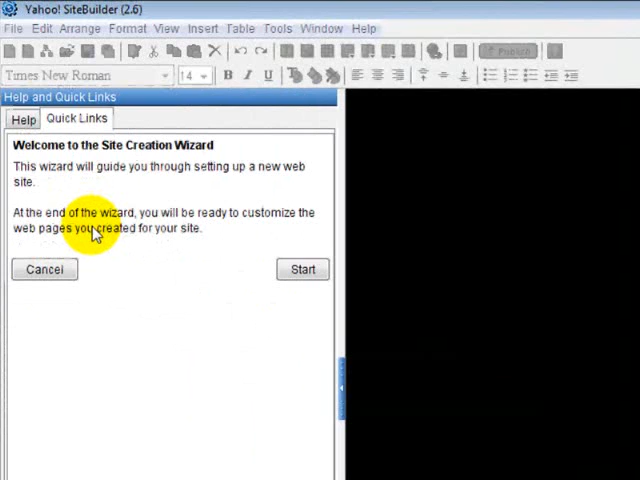 Yahoo! SiteBuilder (2.6)
File Edit Arrange Format View Insert Table Tools Window Help
Publish
Times New Roman 14 B I U
Help and Quick Links
Help Quick Links
Welcome to the Site Creation Wizard
This wizard will guide you through setting up a new web
site.
At the end of the wizard, you will be ready to customize the
web pages you created for your site.
Cancel Start